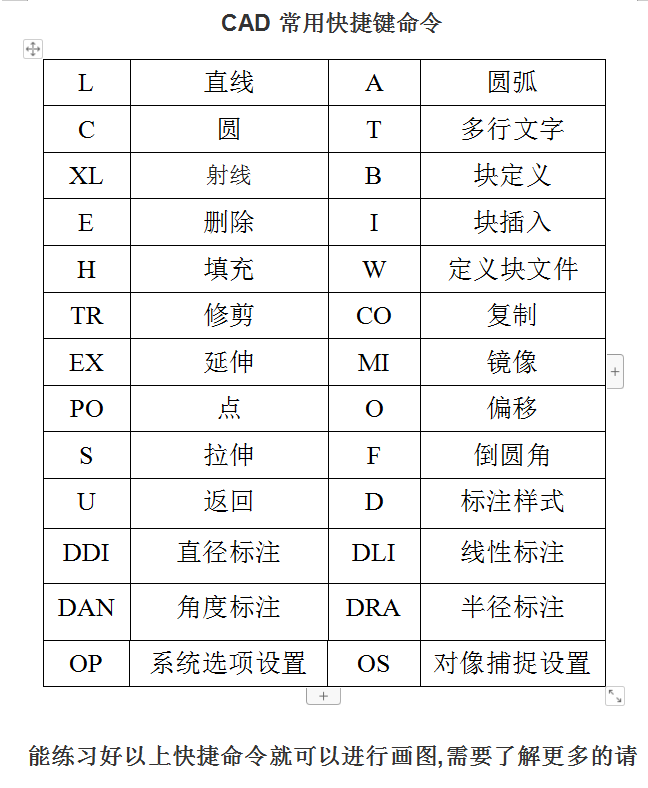 CAD 常用快捷键命令
L 直线 A 圆弧
C 圆 T 多行文字
XL 射线 B 块定义
E 删除 I 块插入
H 填充 W 定义块文件
TR 修剪 CO 复制
EX 延伸 MI 镜像
PO 点 O 偏移
S 拉伸 F 倒圆角
U 返回 D 标注样式
DDI 直径标注 DLI 线性标注
DAN 角度标注 DRA 半径标注
OP 系统选项设置 OS 对像捕捉设置
能练习好以上快捷命令就可以进行画图,需要了解更多的请